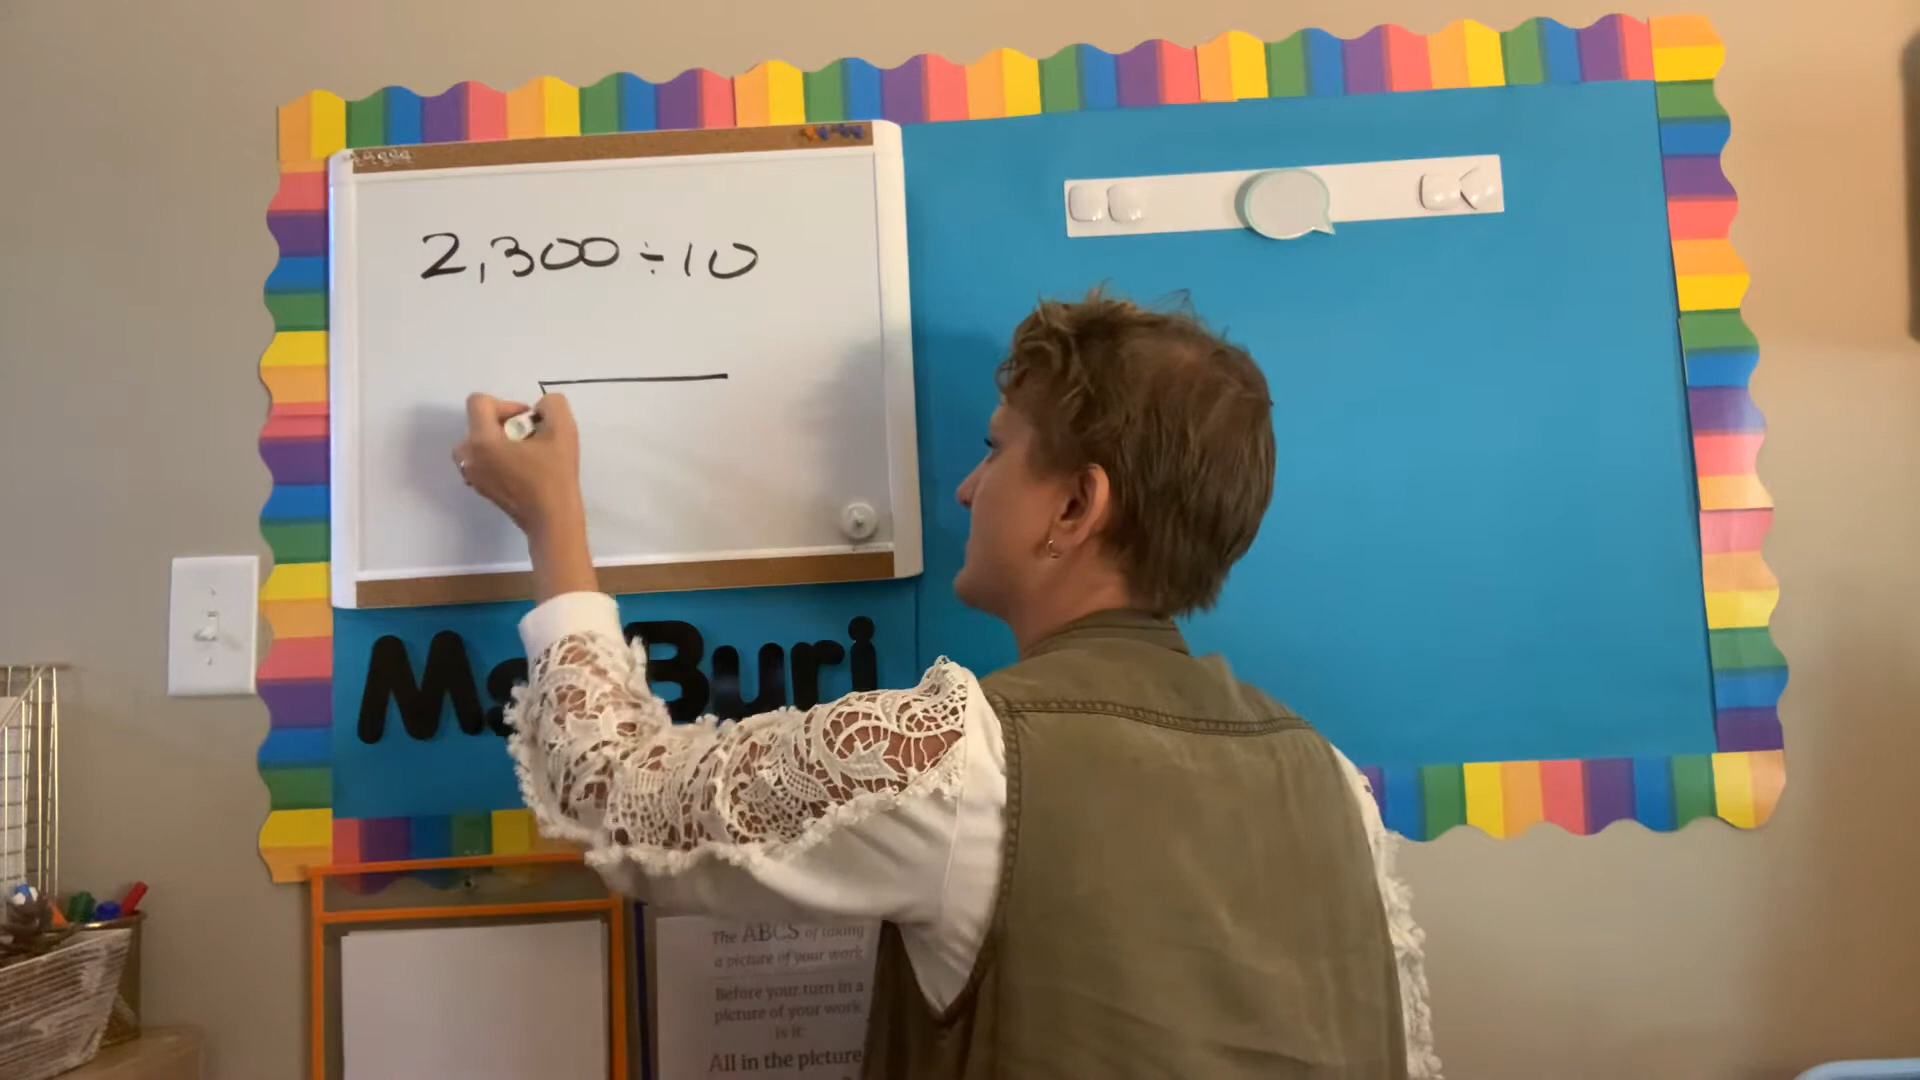 2,300 ÷ 10
Ms Buri
The ABCS of taking
a picture of your work
Before your turn in a
picture of your work
is it:
All in the picture